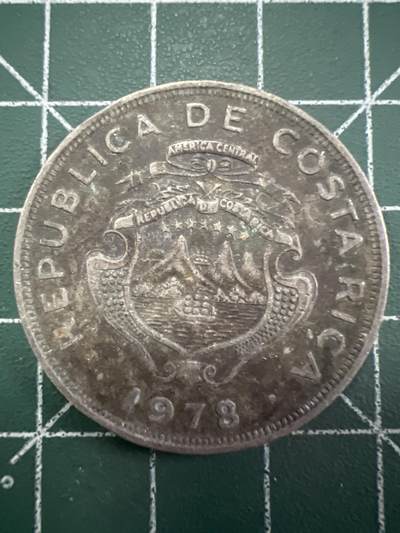 REPUBLICA DE COSTA RICA
AMERICA CENTRAL
REPUBLICA DE COSTA RICA
1978